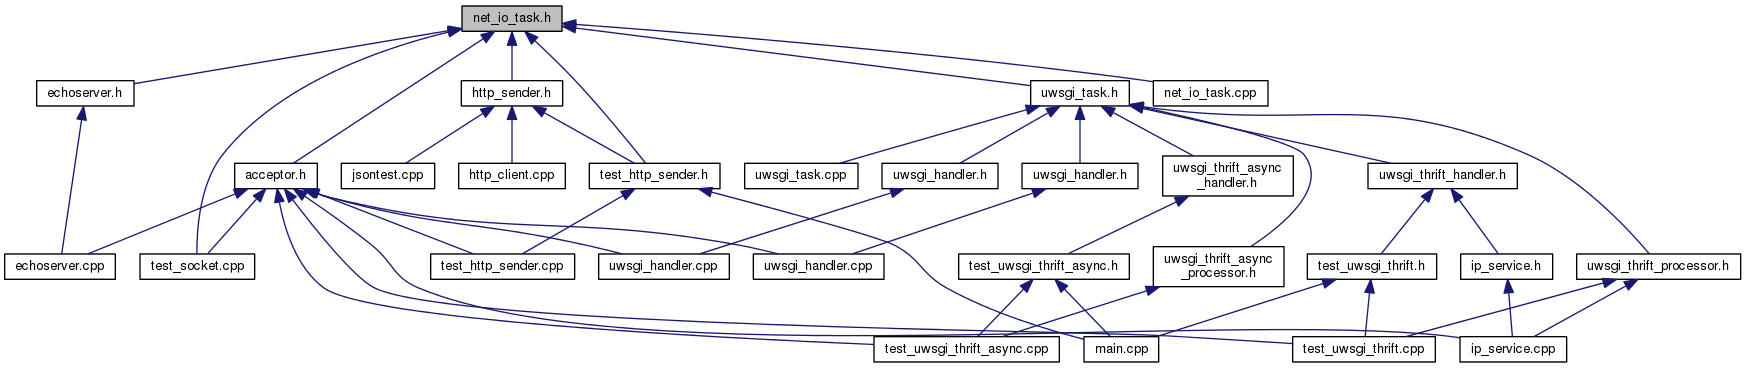 net_io_task.h
echoserver.h
http_sender.h
uwsgi_task.h
net_io_task.cpp
acceptor.h
jsontest.cpp
http_client.cpp
test_http_sender.h
uwsgi_task.cpp
uwsgi_handler.h
uwsgi_handler.h
uwsgi_thrift_async
_handler.h
uwsgi_thrift_handler.h
echoserver.cpp
test_socket.cpp
test_http_sender.cpp
uwsgi_handler.cpp
uwsgi_handler.cpp
test_uwsgi_thrift_async.h
uwsgi_thrift_async
_processor.h
test_uwsgi_thrift.h
ip_service.h
uwsgi_thrift_processor.h
test_uwsgi_thrift_async.cpp
main.cpp
test_uwsgi_thrift.cpp
ip_service.cpp